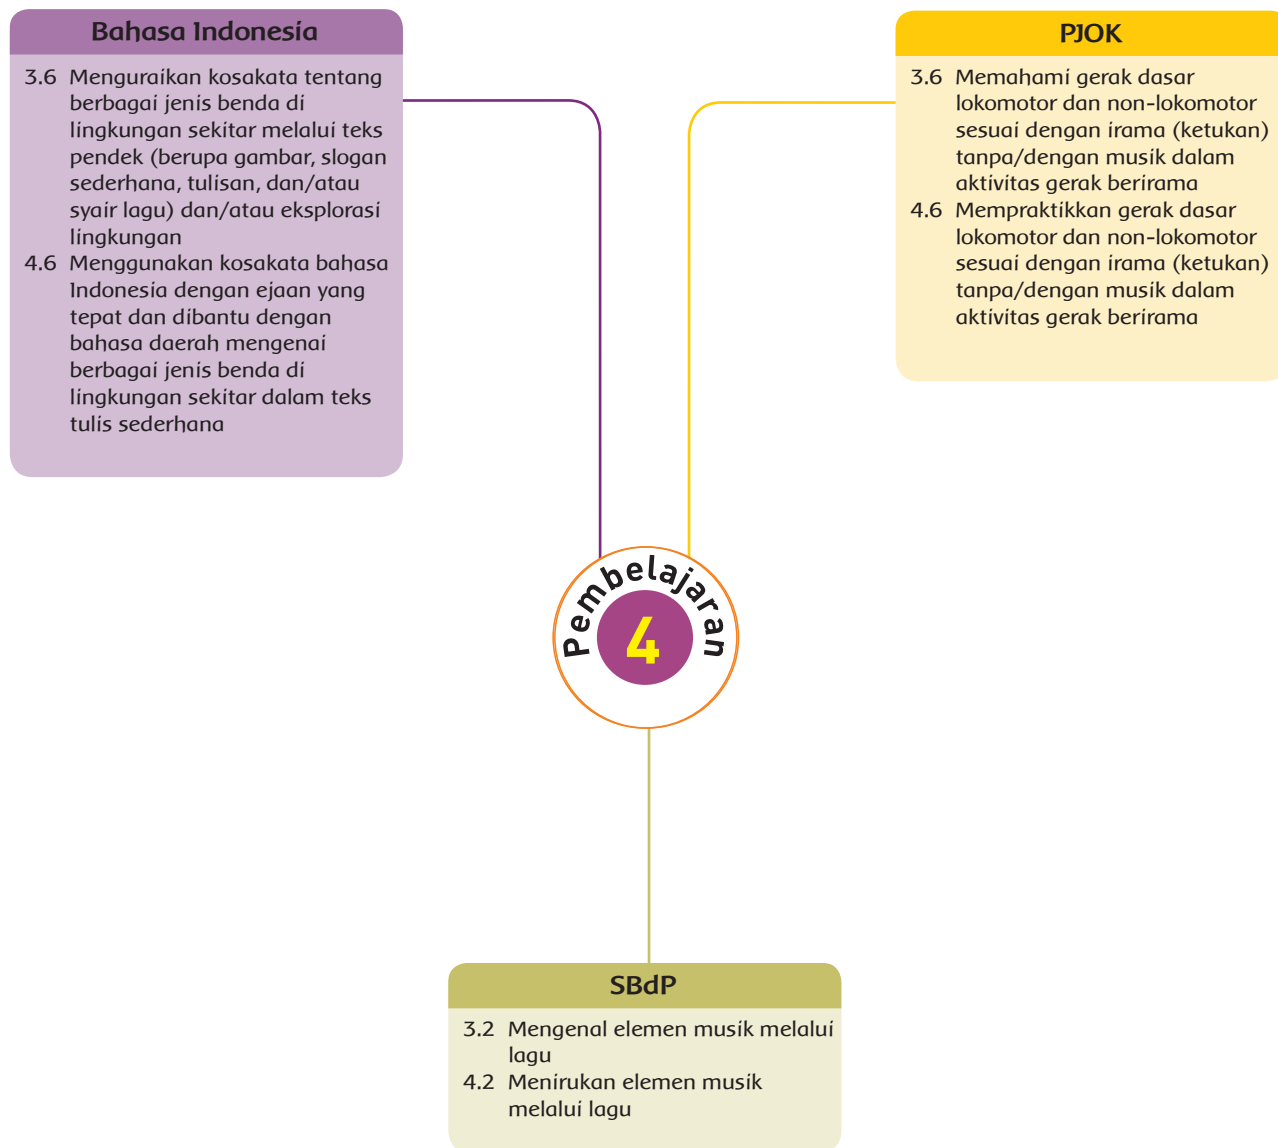 Bahasa Indonesia
3.6 Menguraikan kosakata tentang
berbagai jenis benda di
lingkungan sekitar melalui teks
pendek (berupa gambar, slogan
sederhana, tulisan, dan/atau
syair lagu) dan/atau eksplorasi
lingkungan
4.6 Menggunakan kosakata bahasa
Indonesia dengan ejaan yang
tepat dan dibantu dengan
bahasa daerah mengenai
berbagai jenis benda di
lingkungan sekitar dalam teks
tulis sederhana
PJOK
3.6 Memahami gerak dasar
lokomotor dan non-lokomotor
sesuai dengan irama (ketukan)
tanpa/dengan musik dalam
aktivitas gerak berirama
4.6 Mempraktikkan gerak dasar
lokomotor dan non-lokomotor
sesuai dengan irama (ketukan)
tanpa/dengan musik dalam
aktivitas gerak berirama
Pembelajaran
4
SBdP
3.2 Mengenal elemen musik melalui
lagu
4.2 Menirukan elemen musik
melalui lagu